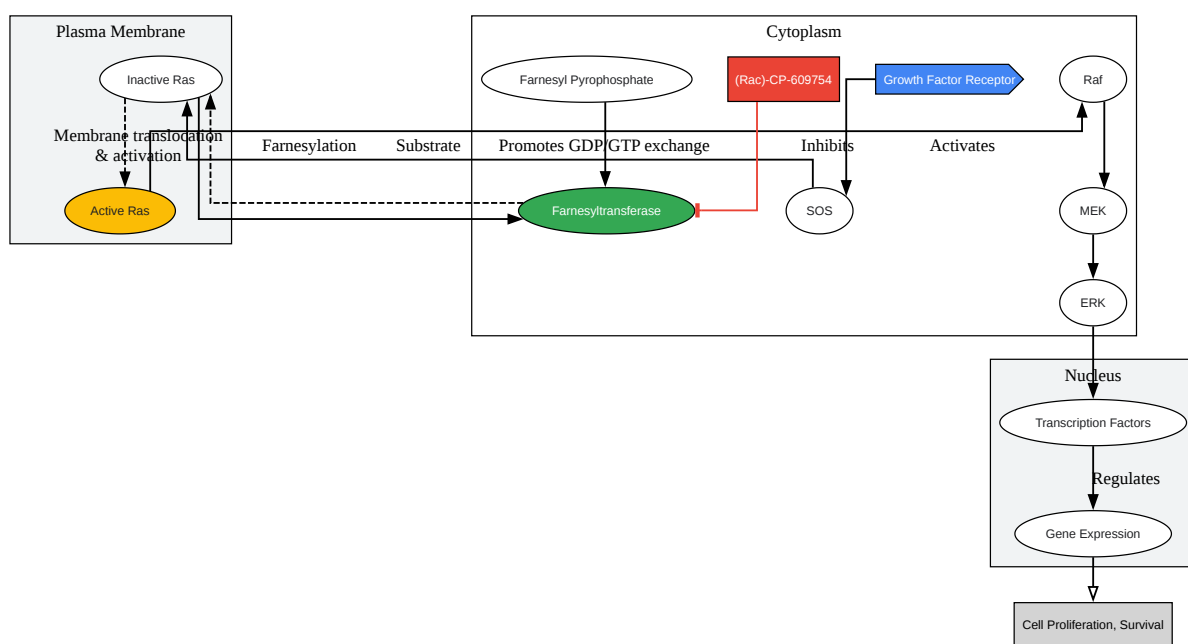 Plasma Membrane
Cytoplasm
Inactive Ras
Farnesyl Pyrophosphate
(Rac)-CP-609754
Growth Factor Receptor
Raf
Membrane translocation
& activation
Farnesylation
Substrate
Promotes GDP/GTP exchange
Inhibits
Activates
Active Ras
Farnesyltransferase
SOS
MEK
ERK
Nucleus
Transcription Factors
Regulates
Gene Expression
Cell Proliferation, Survival